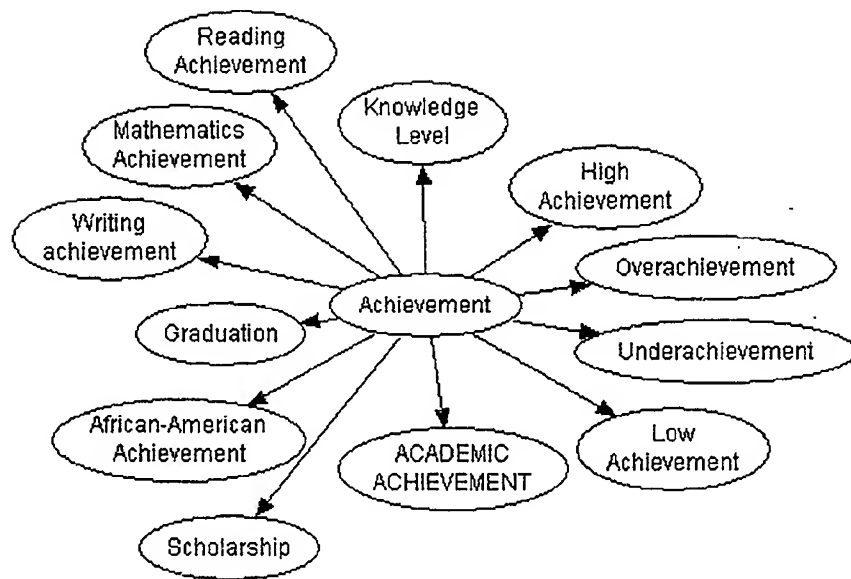 Reading
Achievement
Knowledge
Level
Mathematics
Achievement
High
Achievement
Writing
achievement
Overachievement
Achievement
Graduation
Underachievement
African-American
Achievement
ACADEMIC
ACHIEVEMENT
Low
Achievement
Scholarship